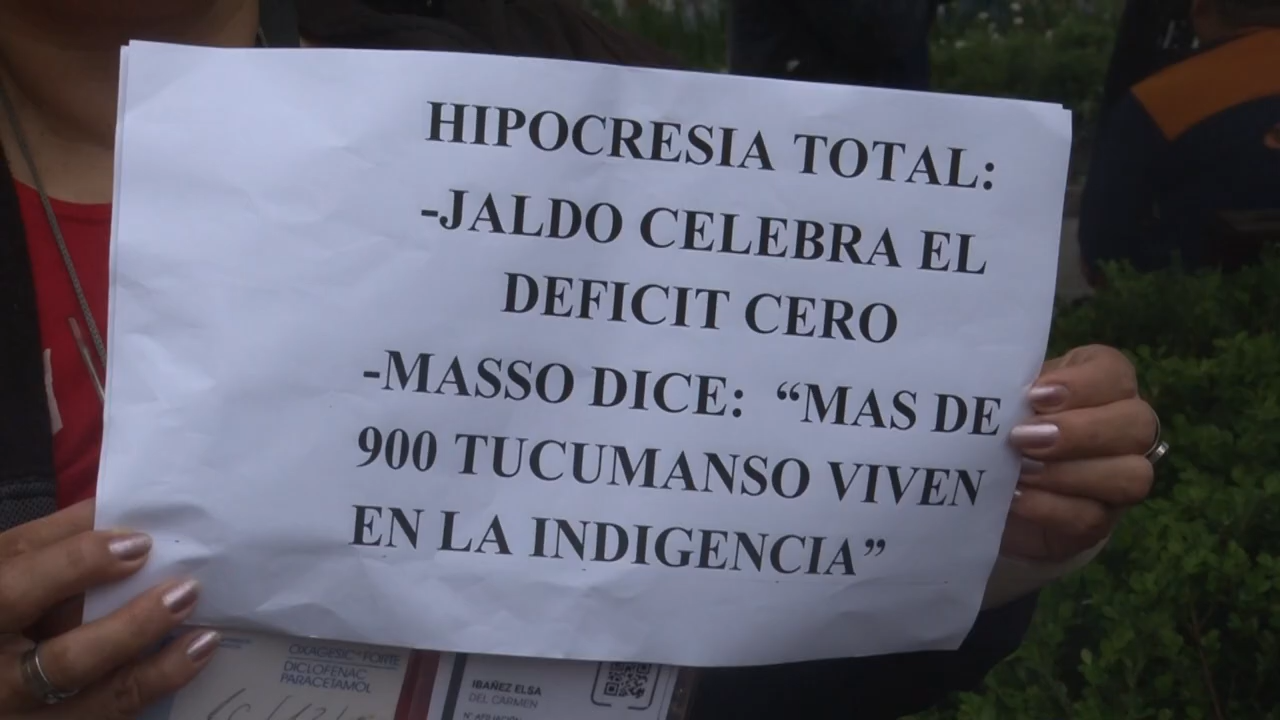 HIPOCRESIA TOTAL:
-JALDO CELEBRA EL
DEFICIT CERO
-MASSO DICE: “MAS DE
900 TUCUMANSO VIVEN
EN LA INDIGENCIA”
OXAGESIC FORTE
DICLOFENAC
PARACETAMOL
IBAÑEZ ELSA
DEL CARMEN